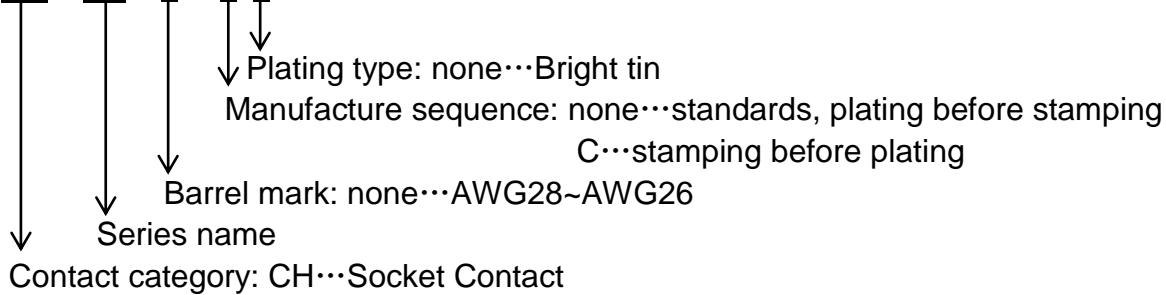 Plating type: none⋯Bright tin
Manufacture sequence: none⋯standards, plating before stamping
C⋯stamping before plating
Barrel mark: none⋯AWG28~AWG26
Series name
Contact category: CH⋯Socket Contact